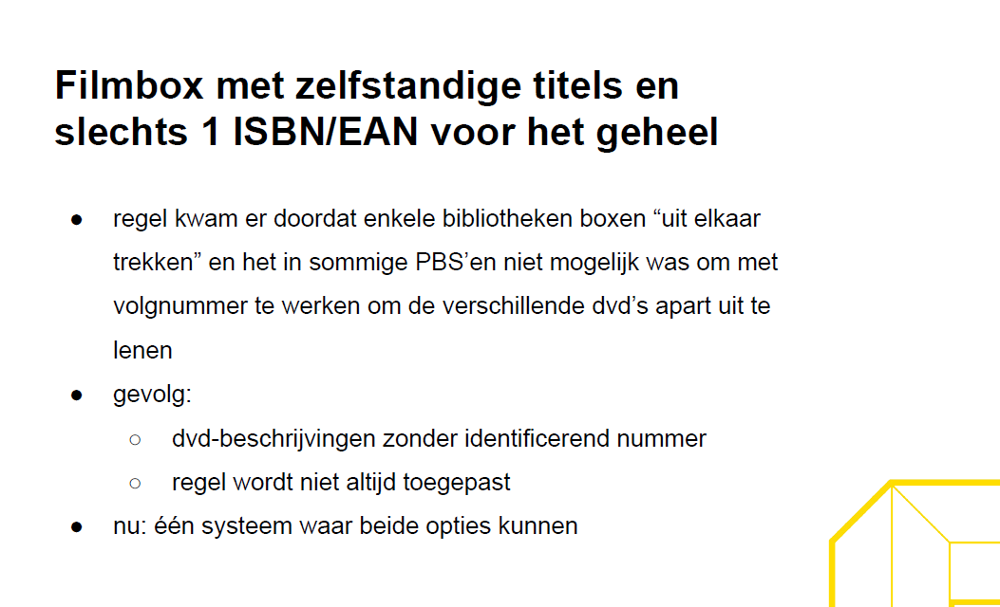 Filmbox met zelfstandige titels en
slechts 1 ISBN/EAN voor het geheel
● regel kwam er doordat enkele bibliotheken boxen “uit elkaar
trekken” en het in sommige PBS’en niet mogelijk was om met
volgnummer te werken om de verschillende dvd’s apart uit te
lenen
● gevolg:
○ dvd-beschrijvingen zonder identificerend nummer
○ regel wordt niet altijd toegepast
● nu: één systeem waar beide opties kunnen